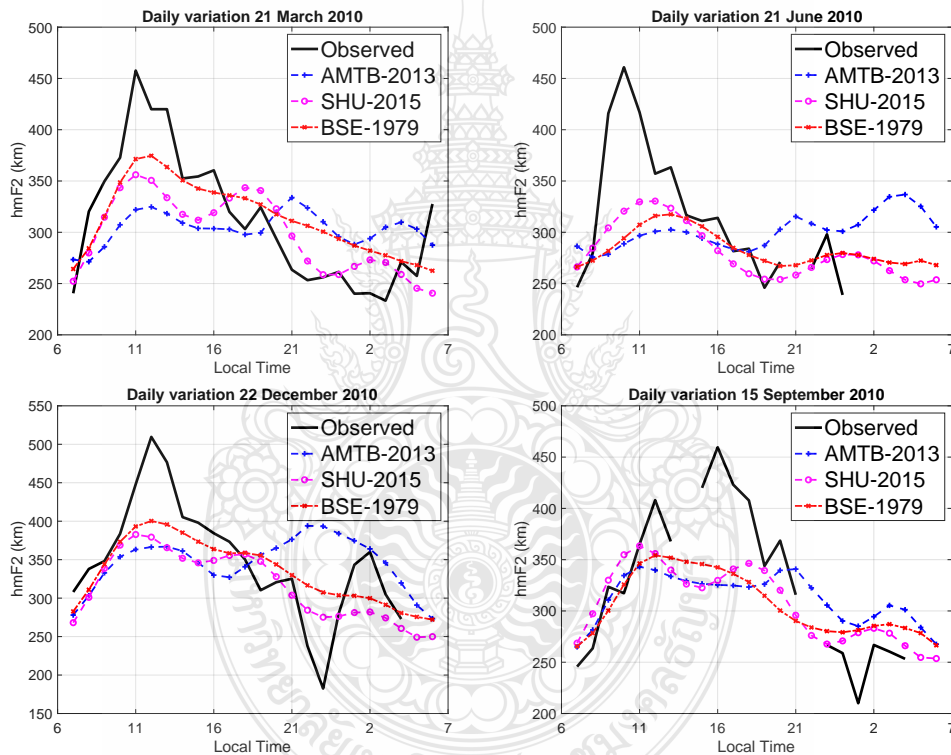 Daily variation 21 March 2010
500
450
400
350
300
250
200
hmF2 (km)
6
11
16
21
2
7
Local Time
Observed
AMTB-2013
SHU-2015
BSE-1979
Daily variation 21 June 2010
500
450
400
350
300
250
200
hmF2 (km)
6
11
16
21
2
7
Local Time
Observed
AMTB-2013
SHU-2015
BSE-1979
Daily variation 22 December 2010
550
500
450
400
350
300
250
200
150
hmF2 (km)
6
11
16
21
2
7
Local Time
Observed
AMTB-2013
SHU-2015
BSE-1979
Daily variation 15 September 2010
500
450
400
350
300
250
200
hmF2 (km)
6
11
16
21
2
7
Local Time
Observed
AMTB-2013
SHU-2015
BSE-1979